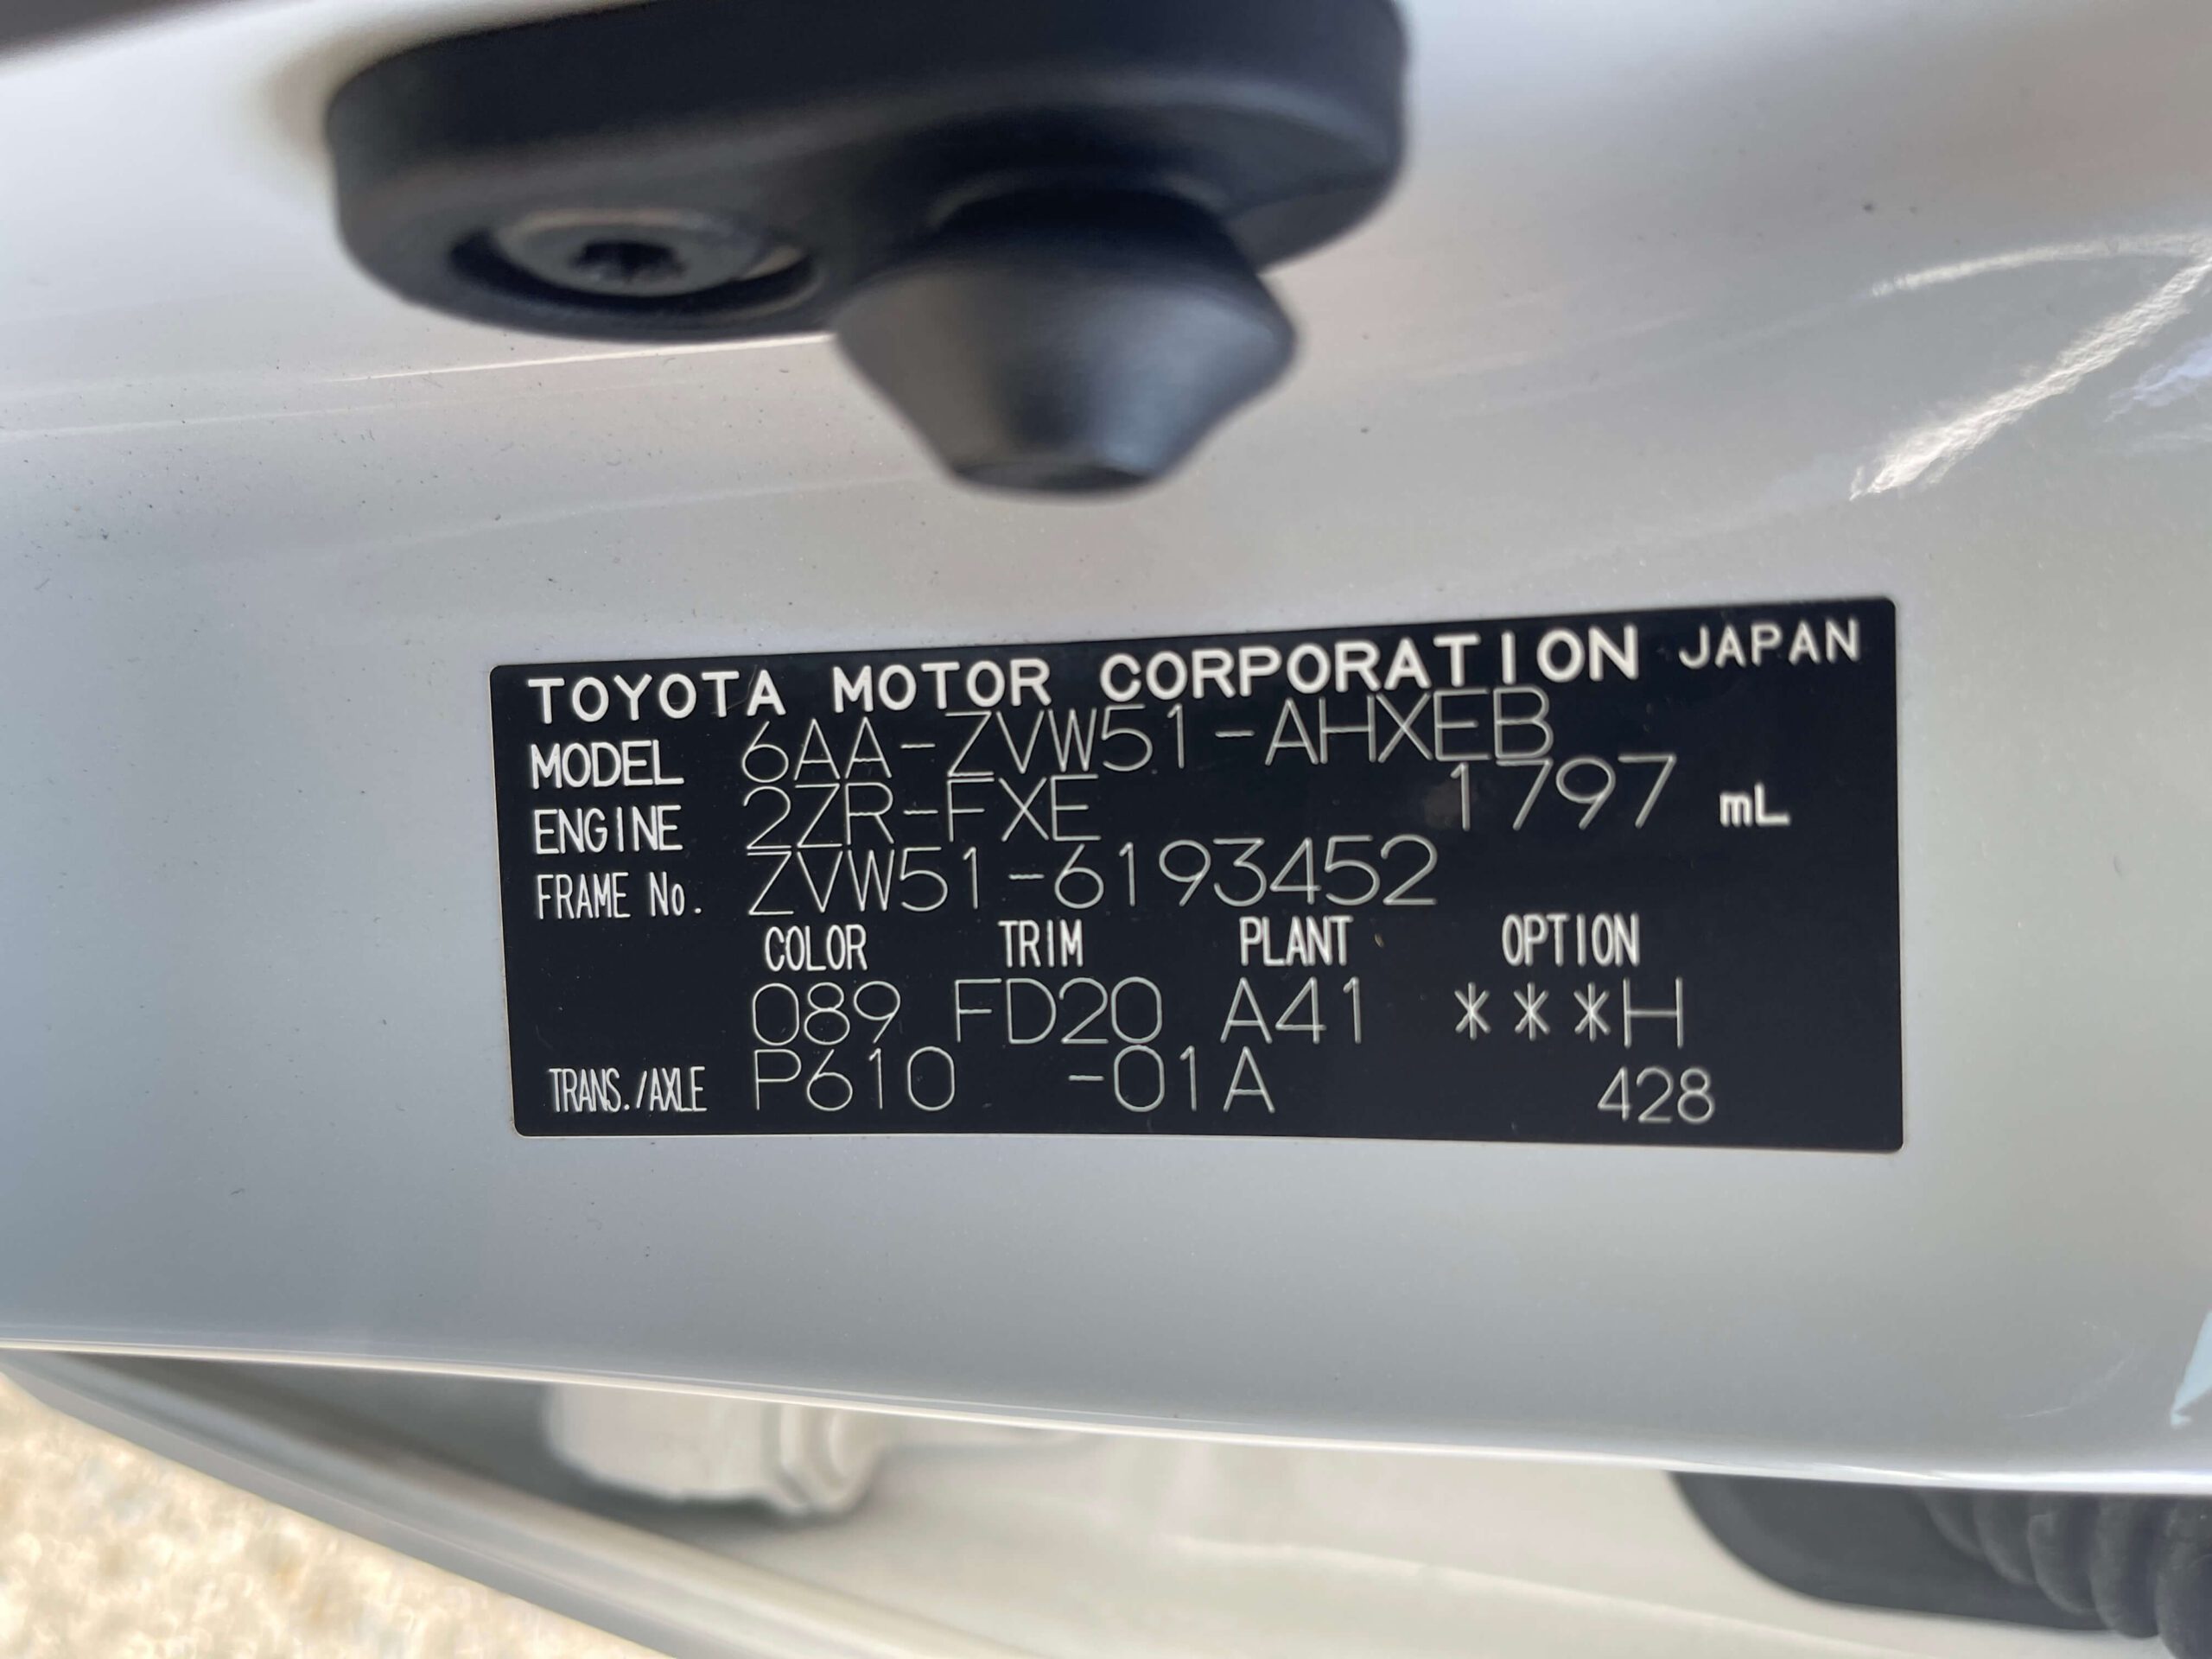 TOYOTA MOTOR CORPORATION JAPAN
MODEL 6AA-ZVW51-AHXEB
ENGINE 2ZR-FXE 1797 mL
FRAME No. ZVW51-6193452
COLOR TRIM PLANT OPTION
089 FD20 A41 ***H
TRANS./AXLE P610 -01A 428